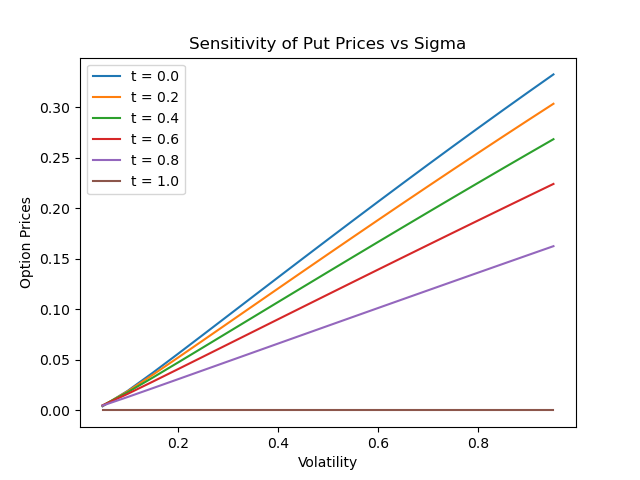 Sensitivity of Put Prices vs Sigma
t = 0.0
t = 0.2
t = 0.4
t = 0.6
t = 0.8
t = 1.0
Option Prices
0.30
0.25
0.20
0.15
0.10
0.05
0.00
0.2 0.4 0.6 0.8
Volatility